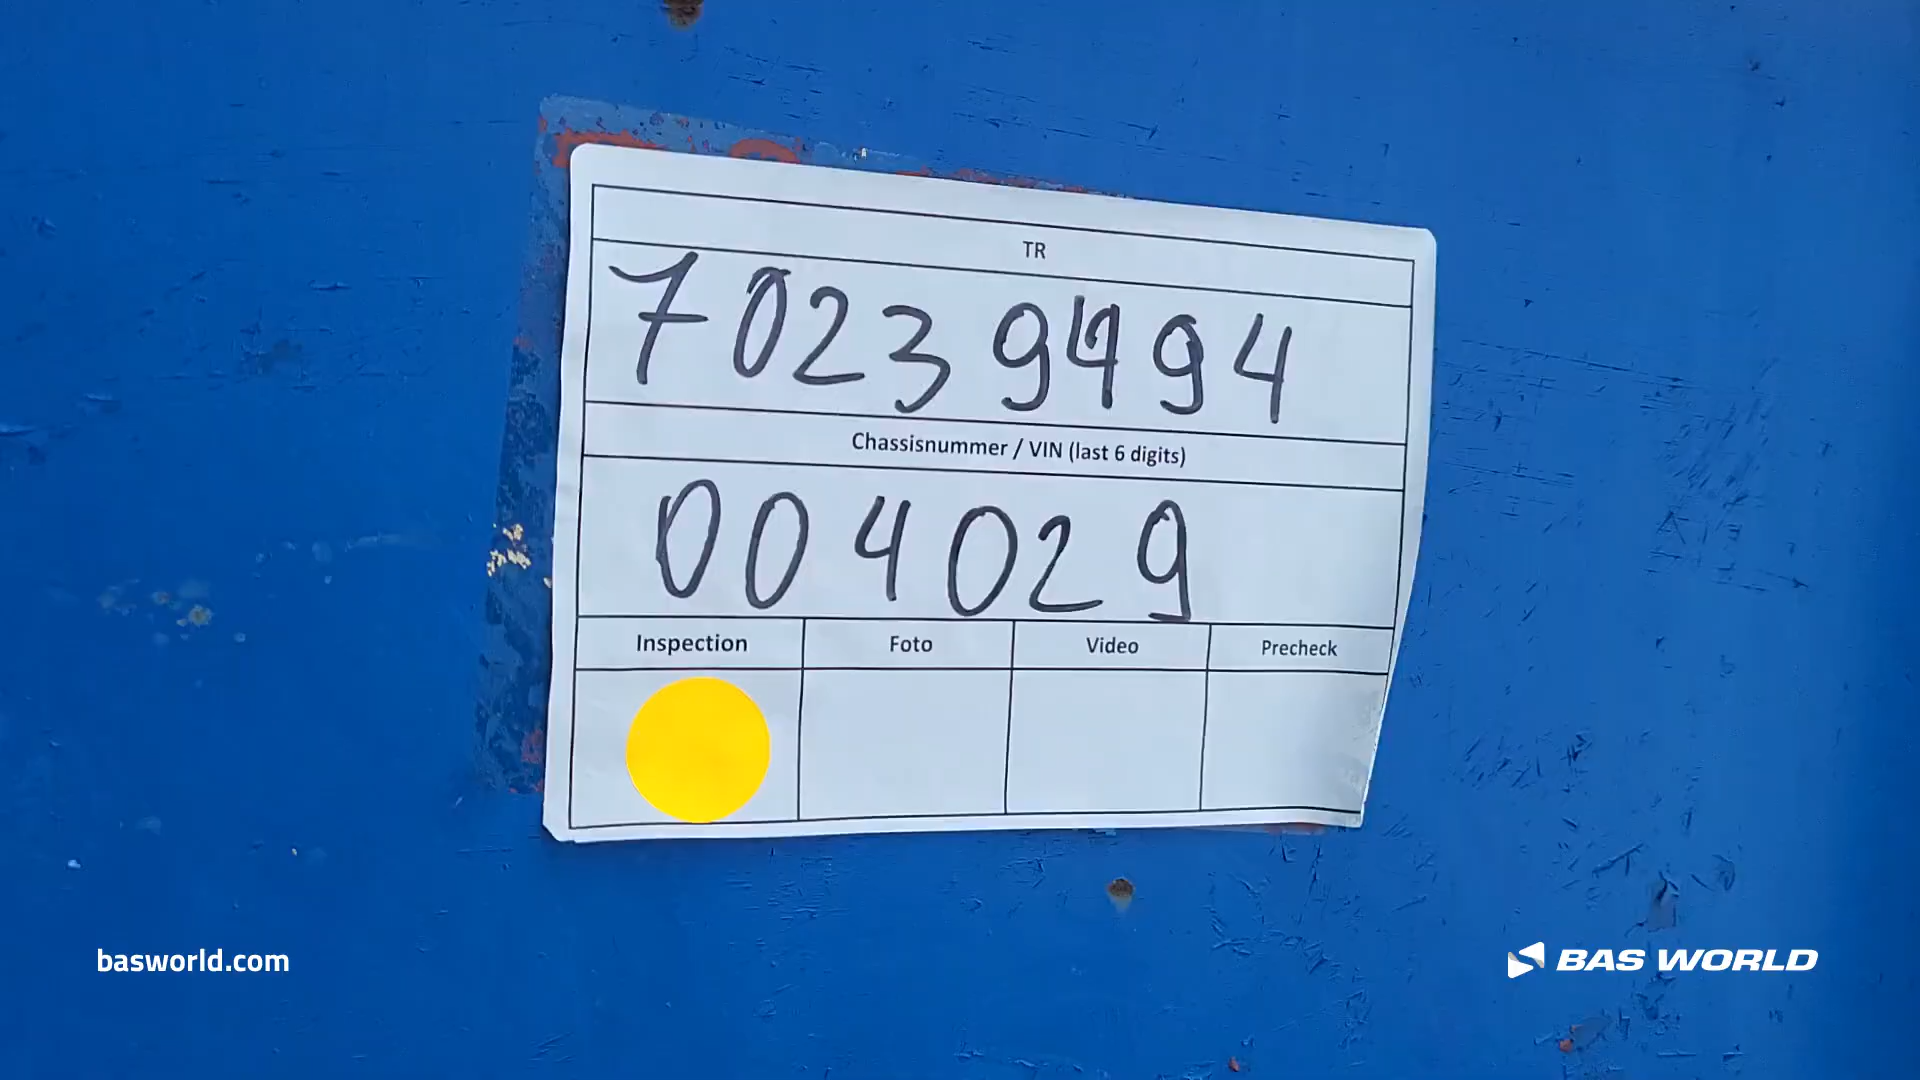 TR
70239494
Chassisnummer / VIN (last 6 digits)
004029
Inspection Foto Video Precheck
basworld.com
BAS WORLD